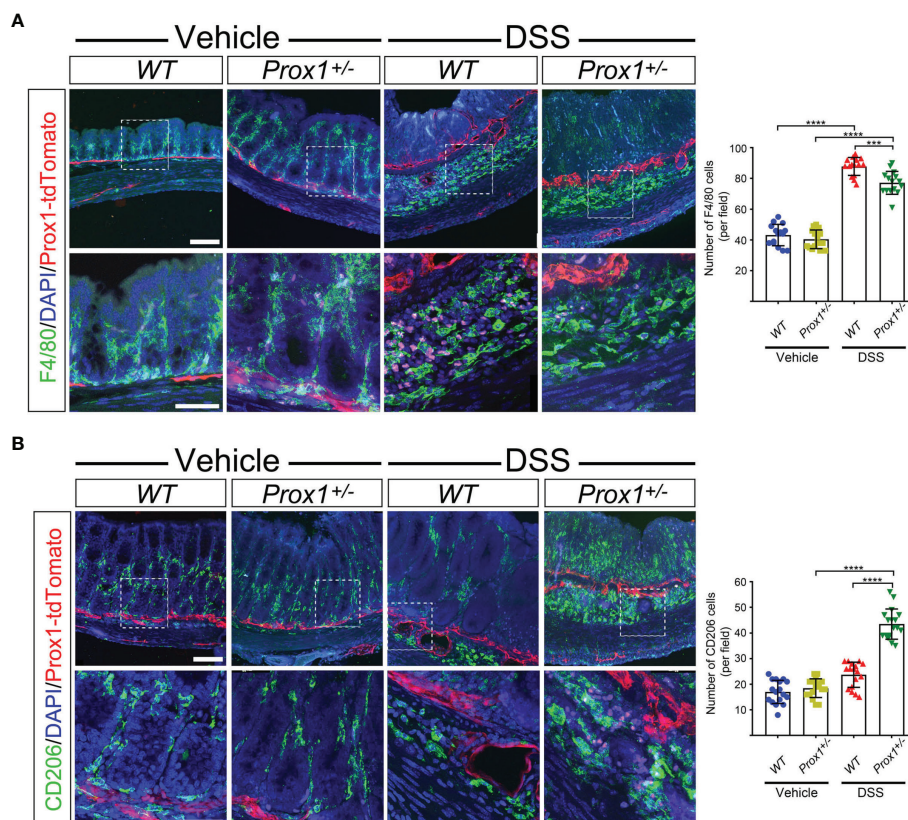 A
Vehicle
DSS
WT
Prox1+/-
WT
Prox1+/-
F4/80/DAPI/Prox1-tdTomato
Number of F4/80 cells
(per field)
100
80
60
40
20
****
****
***
WT
Prox1+/-
WT
Prox1+/-
Vehicle
DSS
B
Vehicle
DSS
WT
Prox1+/-
WT
Prox1+/-
CD206/DAPI/Prox1-tdTomato
Number of CD206 cells
(per field)
60
50
40
30
20
10
****
****
WT
Prox1+/-
WT
Prox1+/-
Vehicle
DSS